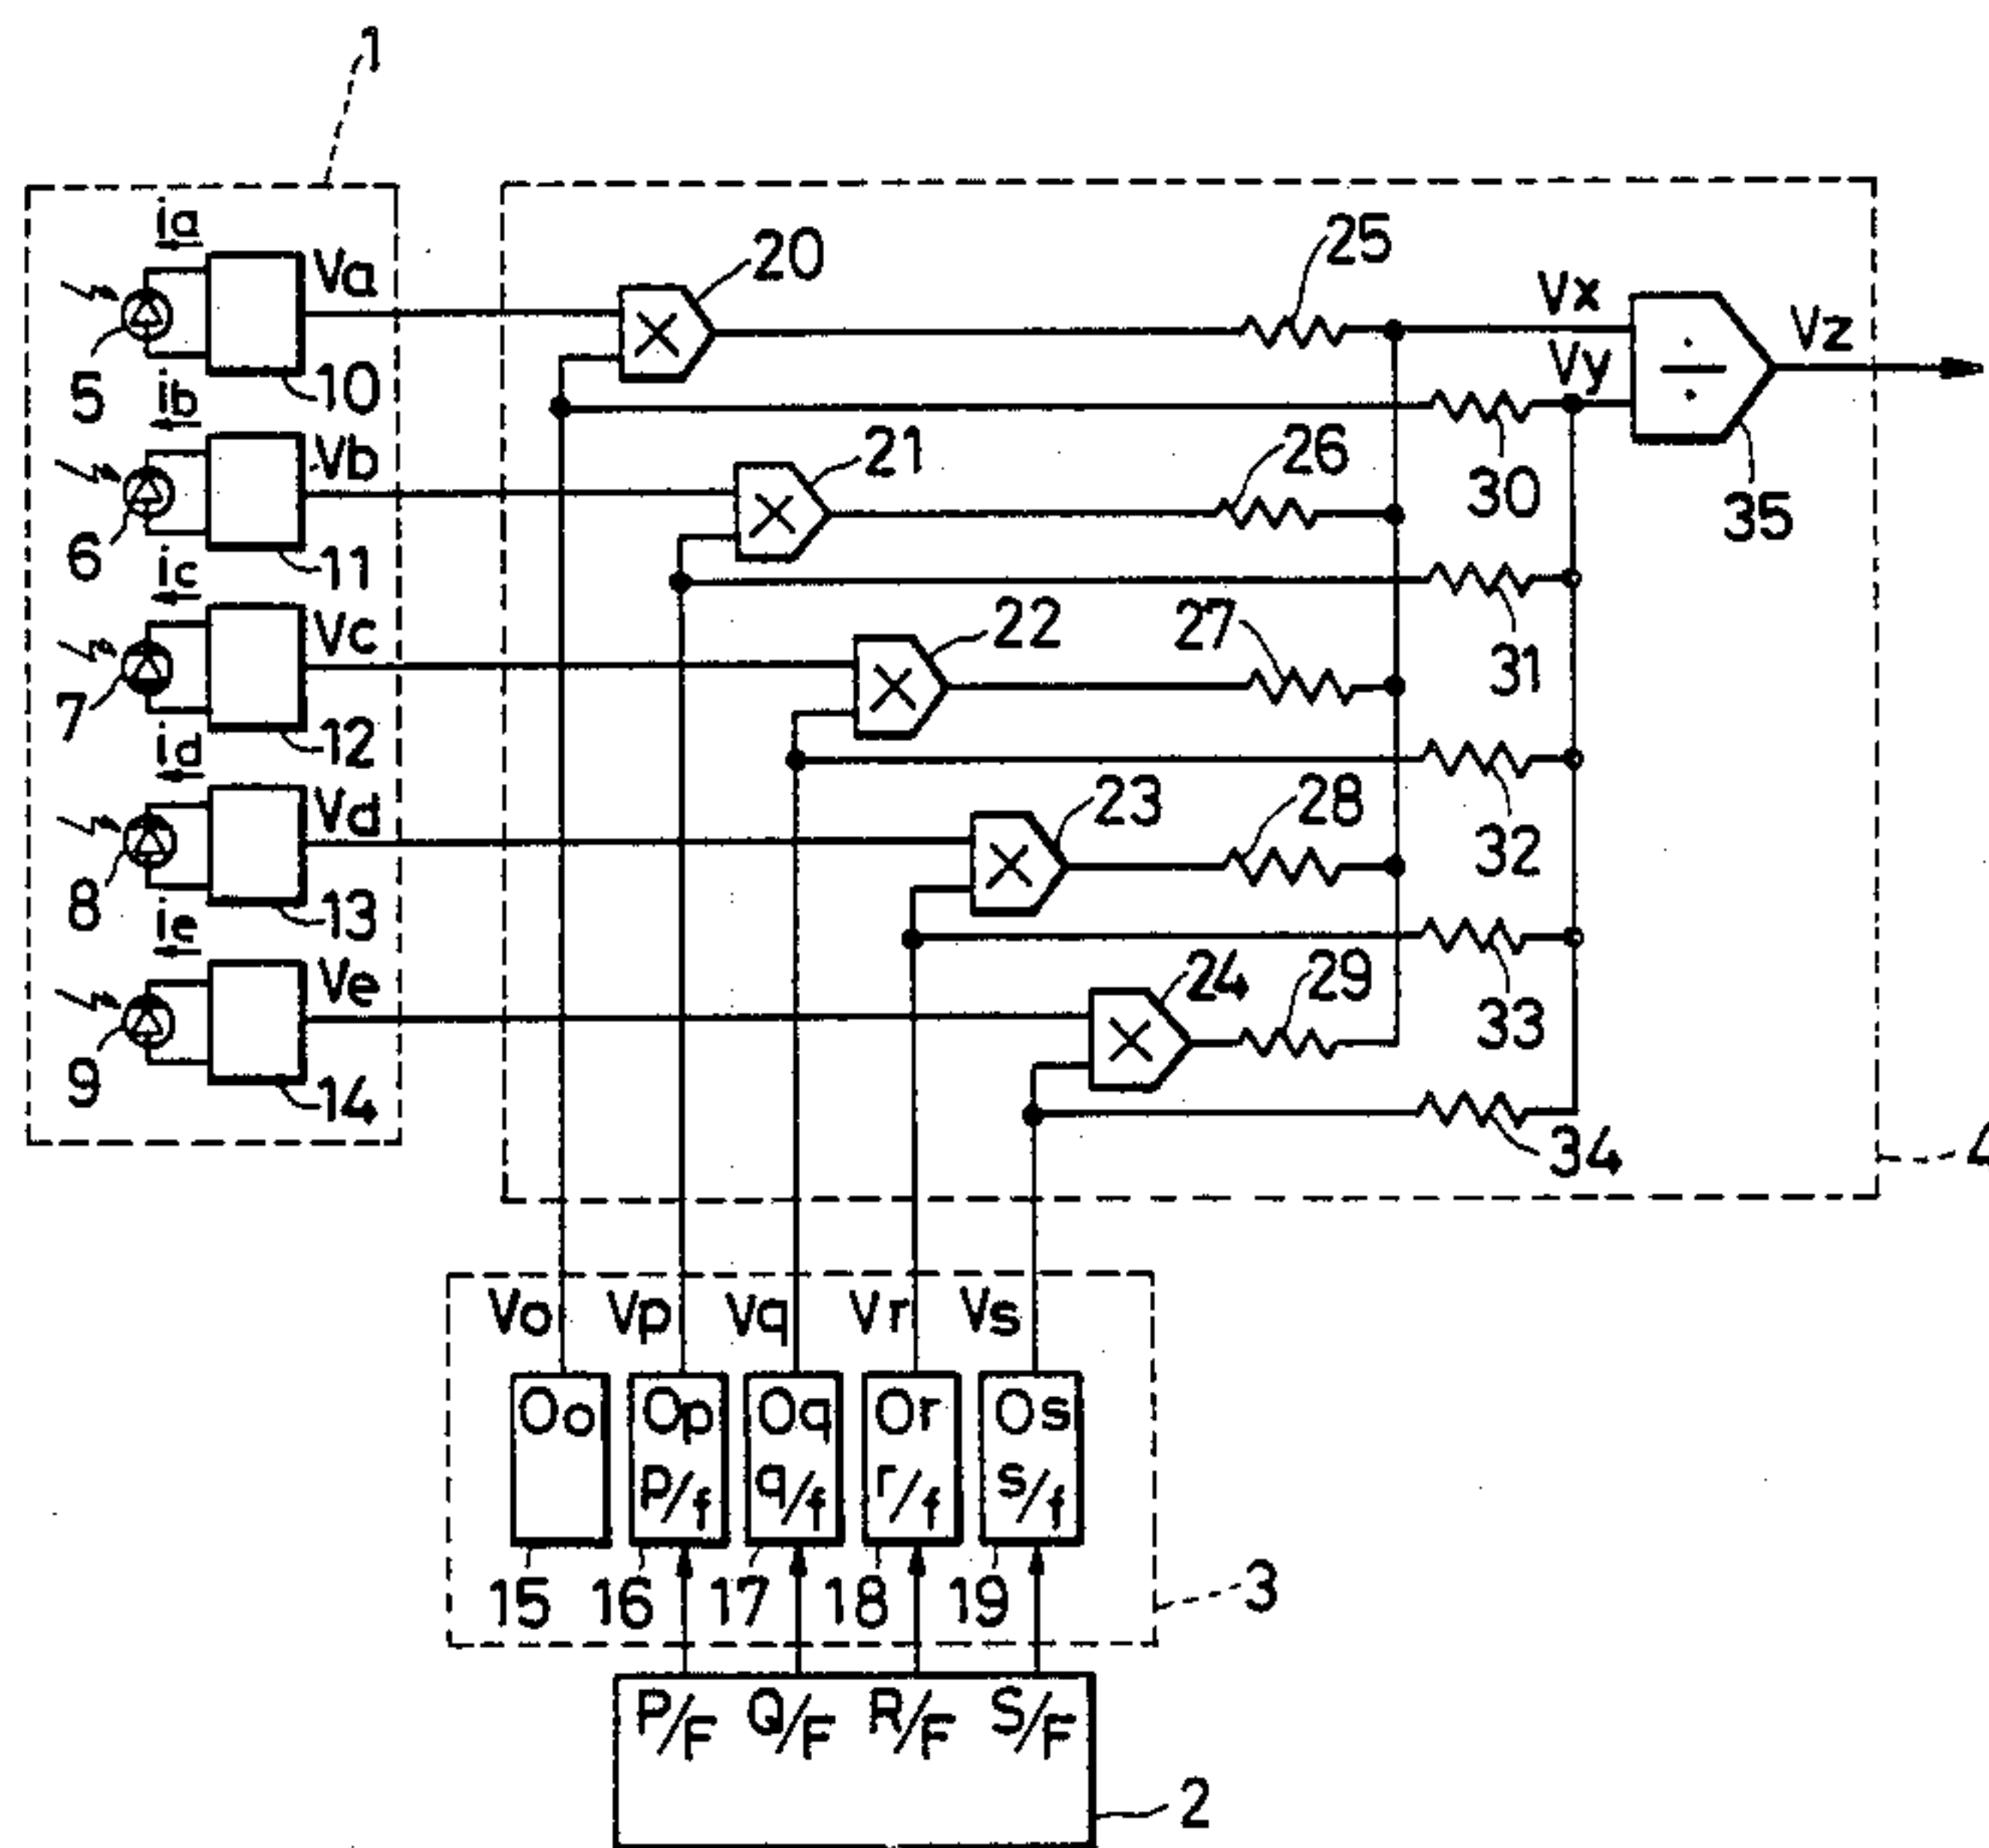 1
ia
Va
5
10
ib
Vb
6
11
ic
Vc
7
12
id
Vd
8
13
ie
Ve
9
14
20
25
Vx
Vy
Vz
30
35
21
26
31
22
27
32
23
28
33
24
29
34
4
Vo Vp Vq Vr Vs
Oo Op Oq Or Os
p/f q/f r/f s/f
15 16 17 18 19
3
P/F Q/F R/F S/F
2